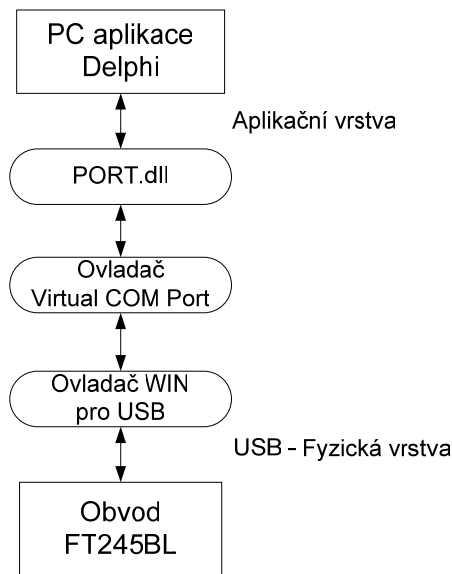 PC aplikace
Delphi
Aplikační vrstva
PORT.dll
Ovladač
Virtual COM Port
Ovladač WIN
pro USB
USB - Fyzická vrstva
Obvod
FT245BL